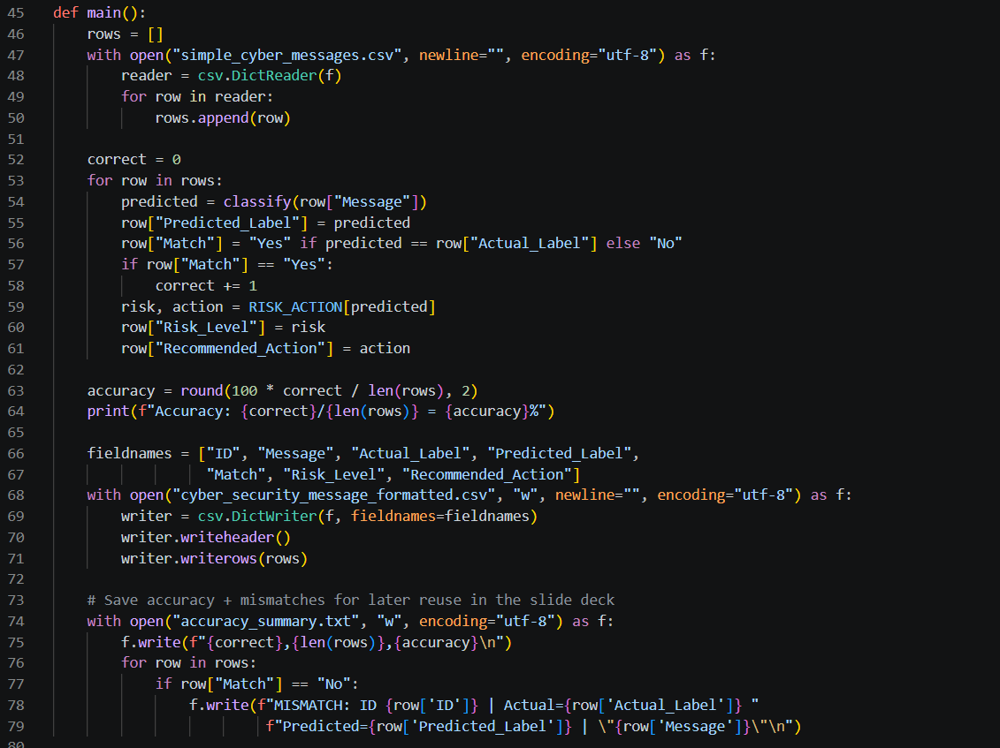 45 def main():
46     rows = []
47     with open("simple_cyber_messages.csv", newline="", encoding="utf-8") as f:
48         reader = csv.DictReader(f)
49         for row in reader:
50             rows.append(row)
51
52     correct = 0
53     for row in rows:
54         predicted = classify(row["Message"])
55         row["Predicted_Label"] = predicted
56         row["Match"] = "Yes" if predicted == row["Actual_Label"] else "No"
57         if row["Match"] == "Yes":
58             correct += 1
59         risk, action = RISK_ACTION[predicted]
60         row["Risk_Level"] = risk
61         row["Recommended_Action"] = action
62
63     accuracy = round(100 * correct / len(rows), 2)
64     print(f"Accuracy: {correct}/{len(rows)} = {accuracy}%")
65
66     fieldnames = ["ID", "Message", "Actual_Label", "Predicted_Label",
67                   "Match", "Risk_Level", "Recommended_Action"]
68     with open("cyber_security_message_formatted.csv", "w", newline="", encoding="utf-8") as f:
69         writer = csv.DictWriter(f, fieldnames=fieldnames)
70         writer.writeheader()
71         writer.writerows(rows)
72
73     # Save accuracy + mismatches for later reuse in the slide deck
74     with open("accuracy_summary.txt", "w", encoding="utf-8") as f:
75         f.write(f"{correct},{len(rows)},{accuracy}\n")
76         for row in rows:
77             if row["Match"] == "No":
78                 f.write(f"MISMATCH: ID {row['ID']} | Actual={row['Actual_Label']} "
79                         f"Predicted={row['Predicted_Label']} | \"{row['Message']}\"\n")
80